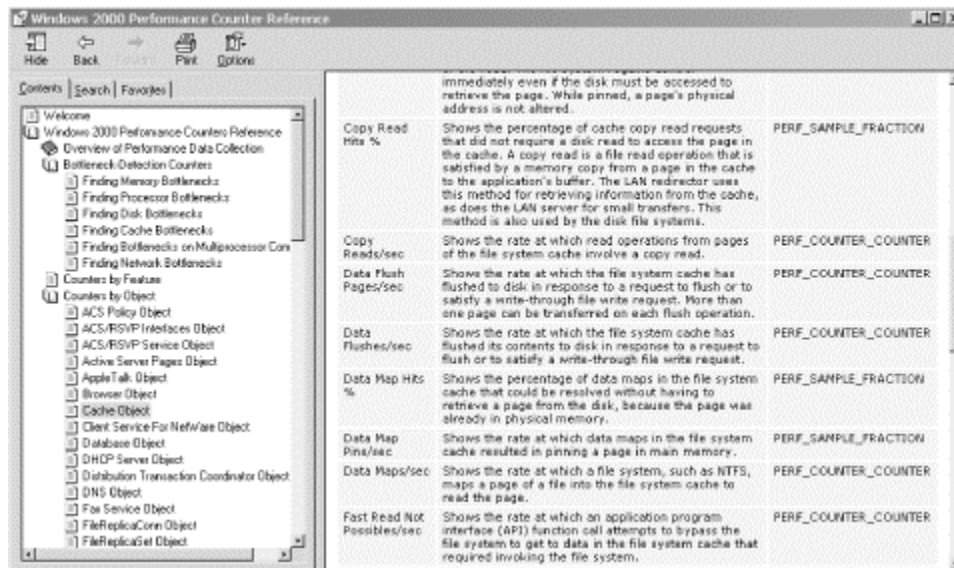 Windows 2000 Performance Counter Reference
Hide Back Forward Print Options
Contents Search Favorites
Welcome
Windows 2000 Performance Counters Reference
Overview of Performance Data Collection
Bottleneck-Detection Counters
Finding Memory Bottlenecks
Finding Processor Bottlenecks
Finding Disk Bottlenecks
Finding Cache Bottlenecks
Finding Bottlenecks on Multiprocessor Com
Finding Network Bottlenecks
Counters by Feature
Counters by Object
ACS Policy Object
ACS/RSVP Interfaces Object
ACS/RSVP Service Object
Active Server Pages Object
AppleTalk Object
Browser Object
Cache Object
Client Service For NetWare Object
Database Object
DHCP Server Object
Distribution Transaction Coordinator Object
DNS Object
Fax Service Object
FileReplicaConn Object
FileReplicaSet Object
immediately even if the disk must be accessed to
retrieve the page. While pinned, a page's physical
address is not altered.
Copy Read Shows the percentage of cache copy read requests PERF_SAMPLE_FRACTION
Hits % that did not require a disk read to access the page in
the cache. A copy read is a file read operation that is
satisfied by a memory copy from a page in the cache
to the application's buffer. The LAN redirector uses
this method for retrieving information from the cache,
as does the LAN server for small transfers. This
method is also used by the disk file systems.
Copy Shows the rate at which read operations from pages PERF_COUNTER_COUNTER
Reads/sec of the file system cache involve a copy read.
Data Flush Shows the rate at which the file system cache has PERF_COUNTER_COUNTER
Pages/sec flushed to disk in response to a request to flush or to
satisfy a write-through file write request. More than
one page can be transferred on each flush operation.
Data Shows the rate at which the file system cache has PERF_COUNTER_COUNTER
Flushes/sec flushed its contents to disk in response to a request to
flush or to satisfy a write-through file write request.
Data Map Hits Shows the percentage of data maps in the file system PERF_SAMPLE_FRACTION
% cache that could be resolved without having to
retrieve a page from the disk, because the page was
already in physical memory.
Data Map Shows the rate at which data maps in the file system PERF_SAMPLE_FRACTION
Pins/sec cache resulted in pinning a page in main memory.
Data Maps/sec Shows the rate at which a file system, such as NTFS, PERF_COUNTER_COUNTER
maps a page of a file into the file system cache to
read the page.
Fast Read Not Shows the rate at which an application program PERF_COUNTER_COUNTER
Possibles/sec interface (API) function call attempts to bypass the
file system to get to data in the file system cache that
required invoking the file system.